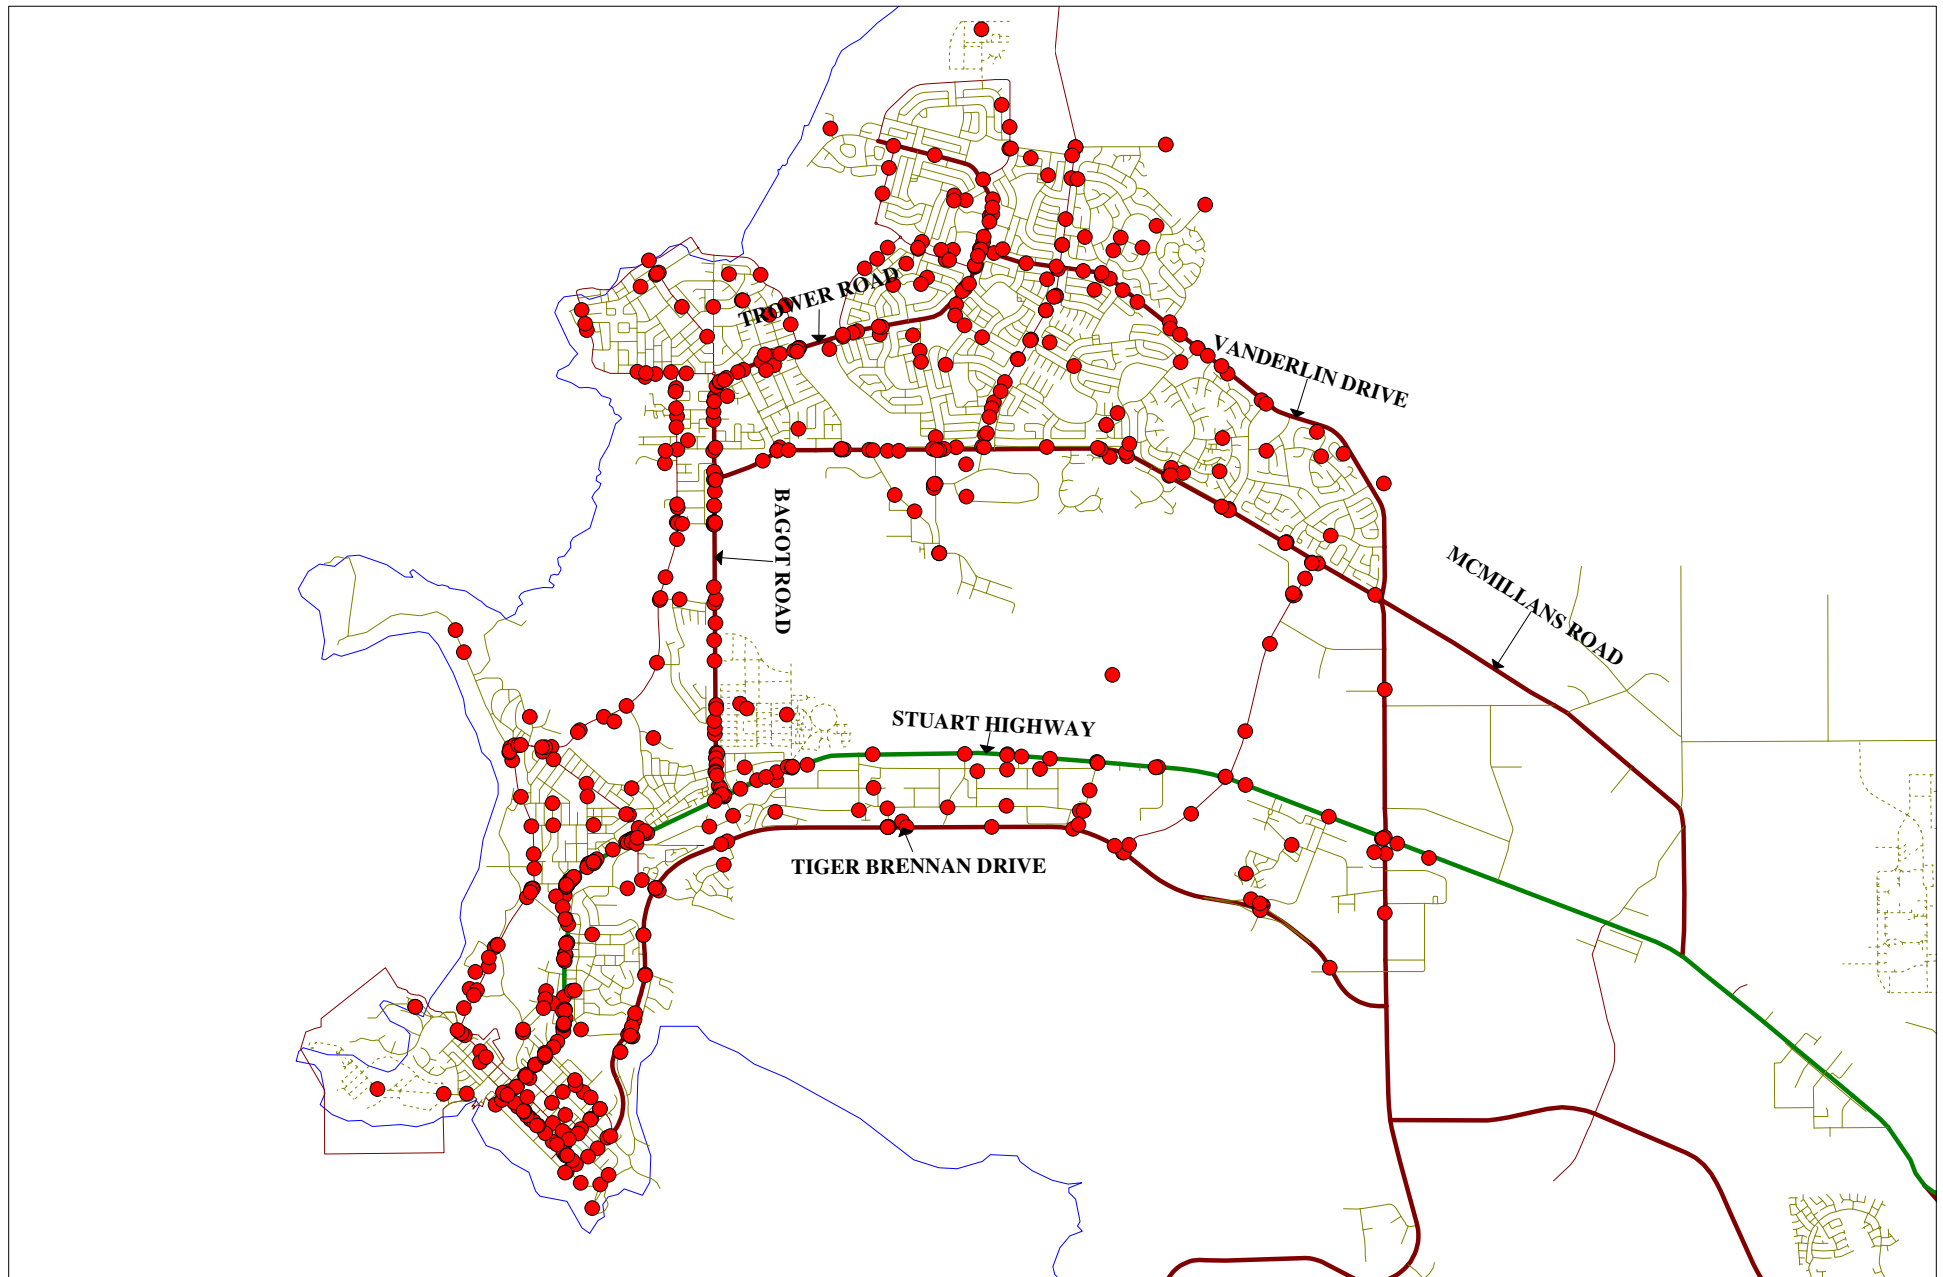 TROWER ROAD
VANDERLIN DRIVE
BAGOT ROAD
MCMILLANS ROAD
STUART HIGHWAY
TIGER BRENNAN DRIVE